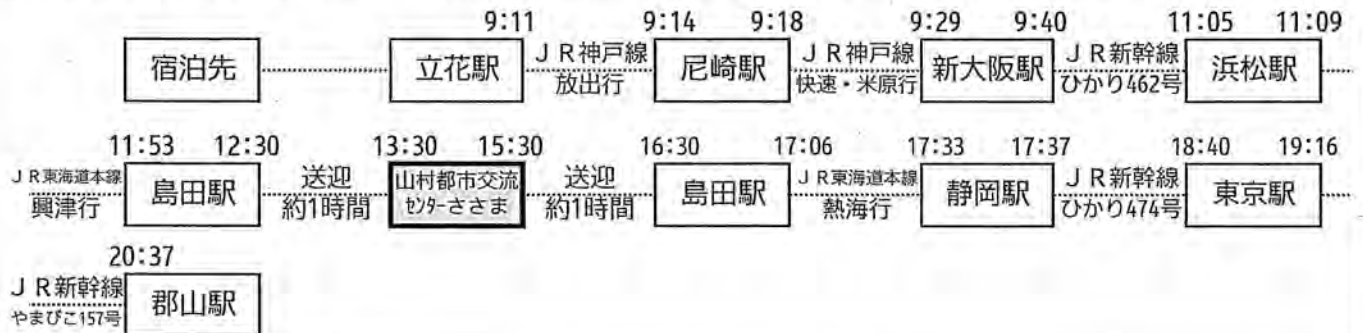 9:11 9:14 9:18 9:29 9:40 11:05 11:09
宿泊先 立花駅 JR神戸線 尼崎駅 JR神戸線 新大阪駅 JR新幹線 浜松駅
放出行 快速・米原行 ひかり462号
11:53 12:30 13:30 15:30 16:30 17:06 17:33 17:37 18:40 19:16
JR東海道本線 島田駅 送迎 山村都市交流 送迎 島田駅 JR東海道本線 静岡駅 JR新幹線 東京駅
興津行 約1時間 センターささま 約1時間 熱海行 ひかり474号
20:37
JR新幹線 郡山駅
やまびこ157号